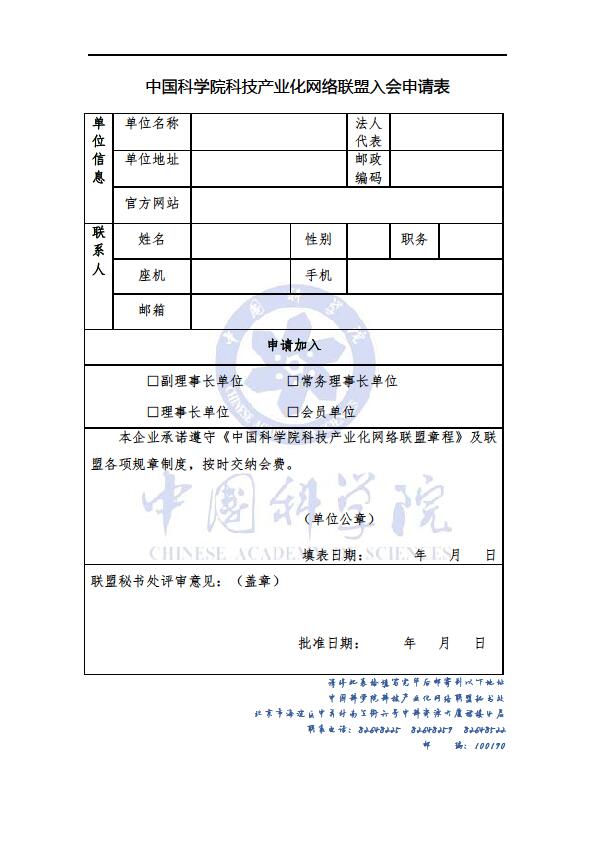 中国科学院科技产业化网络联盟入会申请表
单位信息
单位名称
法人代表
单位地址
邮政编码
官方网站
联系人
姓名 性别 职务
座机 手机
邮箱
申请加入
□副理事长单位 □常务理事长单位
□理事长单位 □会员单位
本企业承诺遵守《中国科学院科技产业化网络联盟章程》及联
盟各项规章制度，按时交纳会费。
（单位公章）
填表日期： 年 月 日
联盟秘书处评审意见：（盖章）
批准日期： 年 月 日
中国科学院
CHINESE ACADEMY OF SCIENCES
请将此表格填写完毕后邮寄到以下地址
中国科学院科技产业化网络联盟秘书处
北京市海淀区中关村南三街六号中科资源大厦四层
联系电话：82648225 82648259 82648522
邮 编：100190